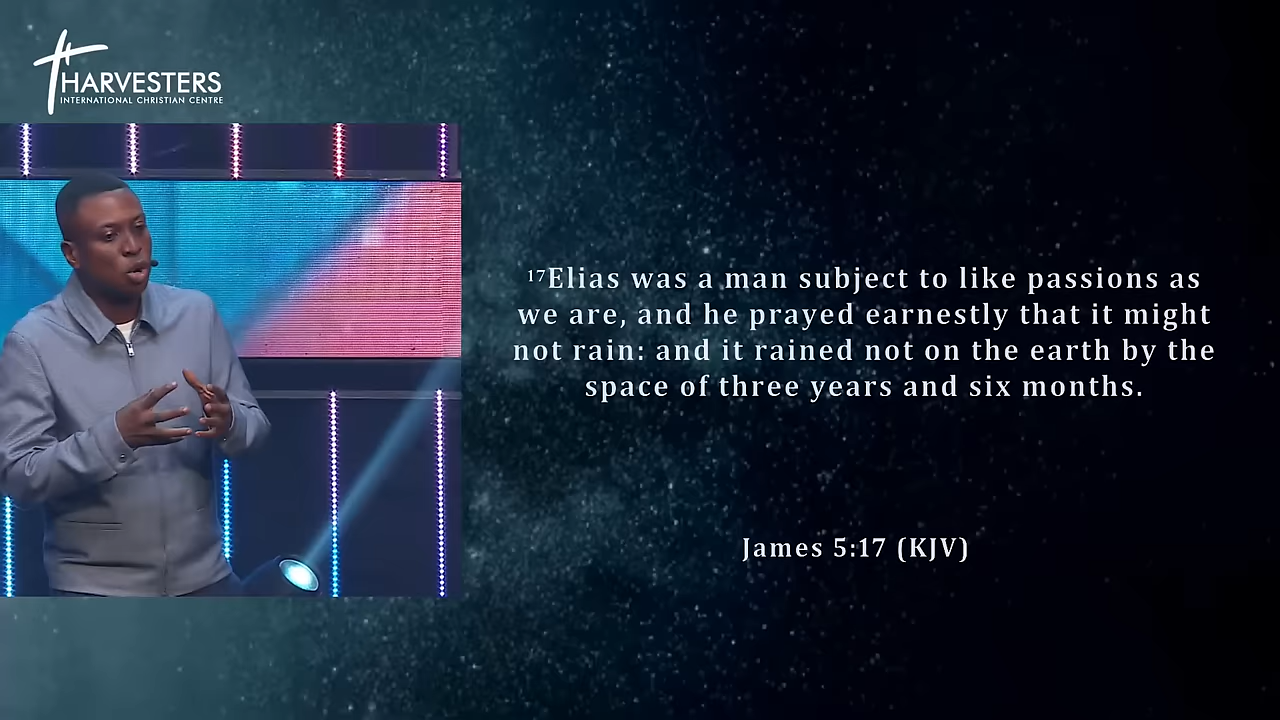 HARVESTERS
INTERNATIONAL CHRISTIAN CENTRE
17Elias was a man subject to like passions as
we are, and he prayed earnestly that it might
not rain: and it rained not on the earth by the
space of three years and six months.
James 5:17 (KJV)